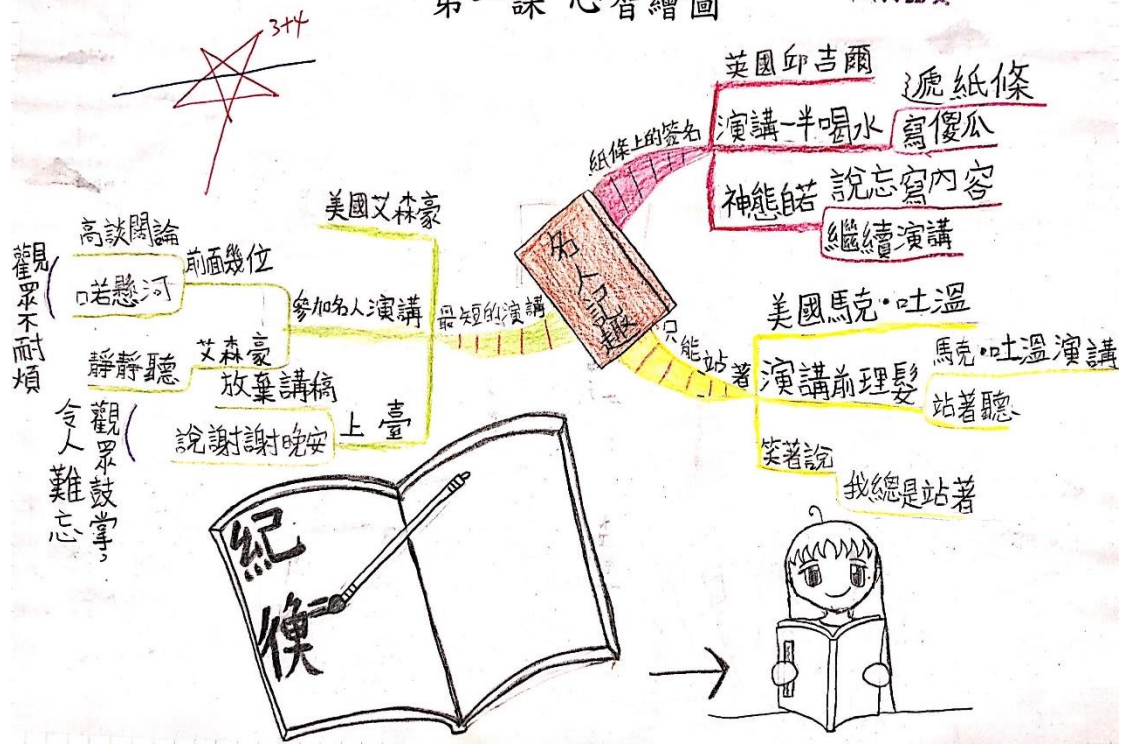 課 心智繪圖
3+4
名人記趣
紙條上的簽名
英國邱吉爾
演講一半喝水
遞紙條
寫傻瓜
神態自若
說忘寫內容
繼續演講
只能站著
美國馬克·吐溫
演講前理髮
馬克·吐溫演講
站著聽
笑著說
我總是站著
最短的演講
美國艾森豪
參加名人演講
前面幾位
高談闊論
口若懸河
觀眾不耐煩
艾森豪
靜靜聽
上臺
放棄講稿
說謝謝晚安
觀眾鼓掌,
令人難忘
紀